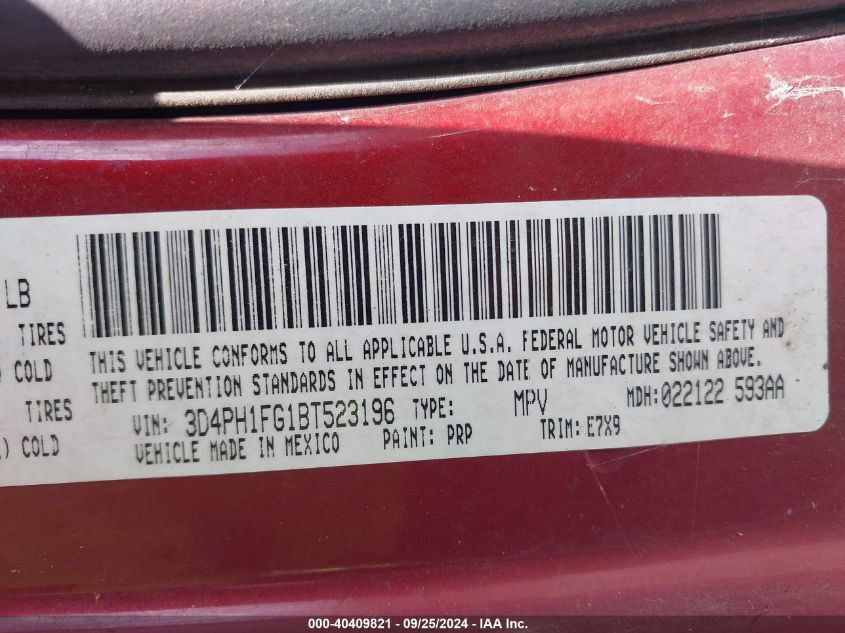 LB
TIRES
COLD
TIRES
) COLD
THIS VEHICLE CONFORMS TO ALL APPLICABLE U.S.A. FEDERAL MOTOR VEHICLE SAFETY AND
THEFT PREVENTION STANDARDS IN EFFECT ON THE DATE OF MANUFACTURE SHOWN ABOVE.
VIN: 3D4PH1FG1BT523196 TYPE: MPV MDH:022122 593AA
VEHICLE MADE IN MEXICO PAINT: PRP TRIM: E7X9
000-40409821 - 09/25/2024 - IAA Inc.